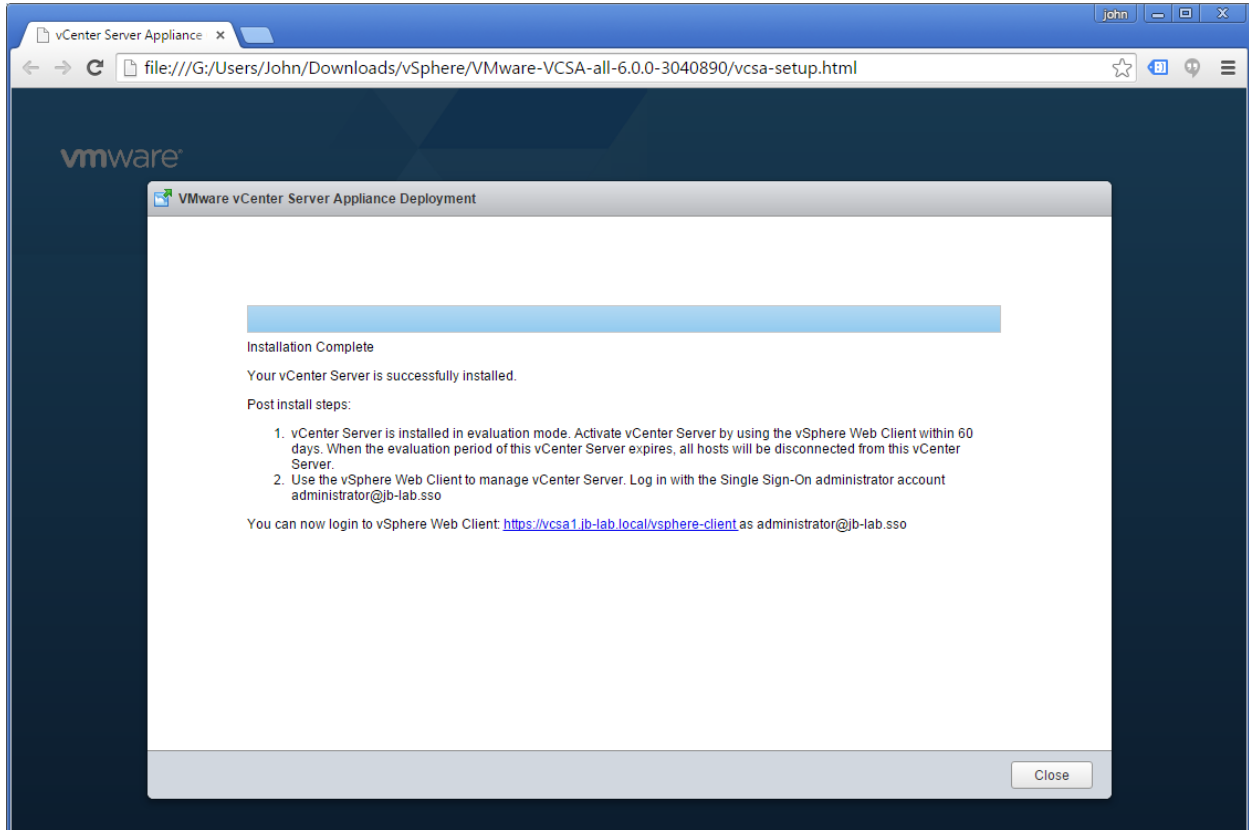 john
vCenter Server Appliance
file:///G:/Users/John/Downloads/vSphere/VMware-VCSA-all-6.0.0-3040890/vcsa-setup.html
vmware
VMware vCenter Server Appliance Deployment
Installation Complete
Your vCenter Server is successfully installed.
Post install steps:
1. vCenter Server is installed in evaluation mode. Activate vCenter Server by using the vSphere Web Client within 60
days. When the evaluation period of this vCenter Server expires, all hosts will be disconnected from this vCenter
Server.
2. Use the vSphere Web Client to manage vCenter Server. Log in with the Single Sign-On administrator account
administrator@jb-lab.sso
You can now login to vSphere Web Client: https://vcsa1.jb-lab.local/vsphere-client as administrator@jb-lab.sso
Close